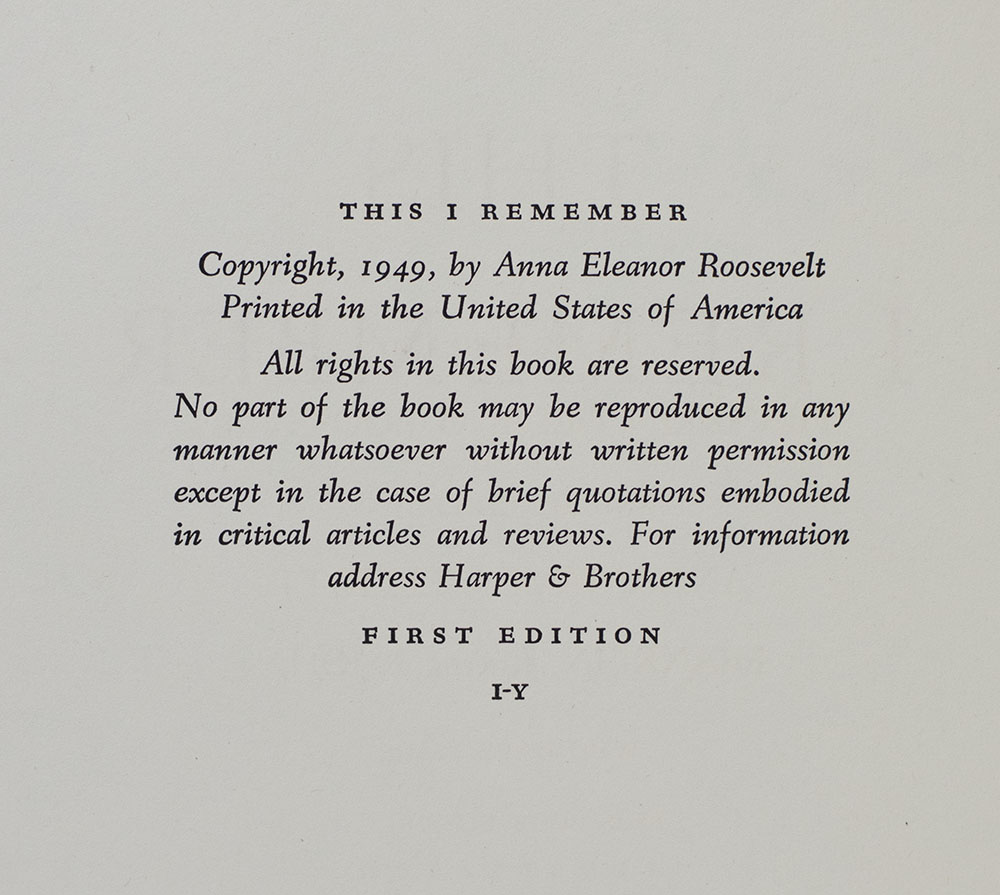 THIS I REMEMBER
Copyright, 1949, by Anna Eleanor Roosevelt
Printed in the United States of America
All rights in this book are reserved.
No part of the book may be reproduced in any
manner whatsoever without written permission
except in the case of brief quotations embodied
in critical articles and reviews. For information
address Harper & Brothers
FIRST EDITION
I-Y